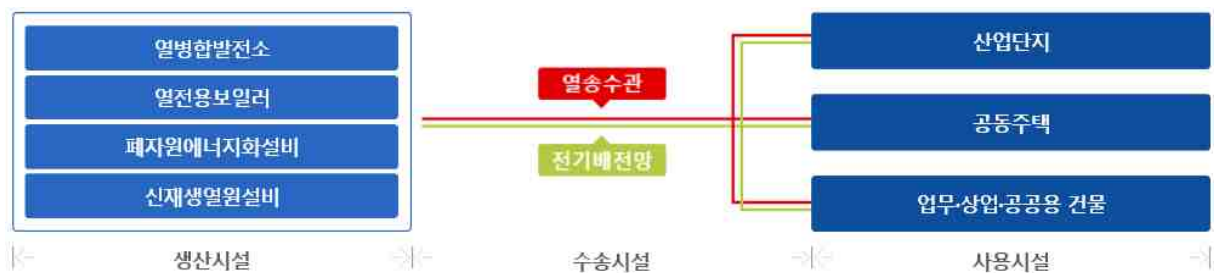 열병합발전소
열전용보일러
폐자원에너지화설비
신재생열원설비
열송수관
전기배전망
산업단지
공동주택
업무·상업·공공용 건물
생산시설
수송시설
사용시설